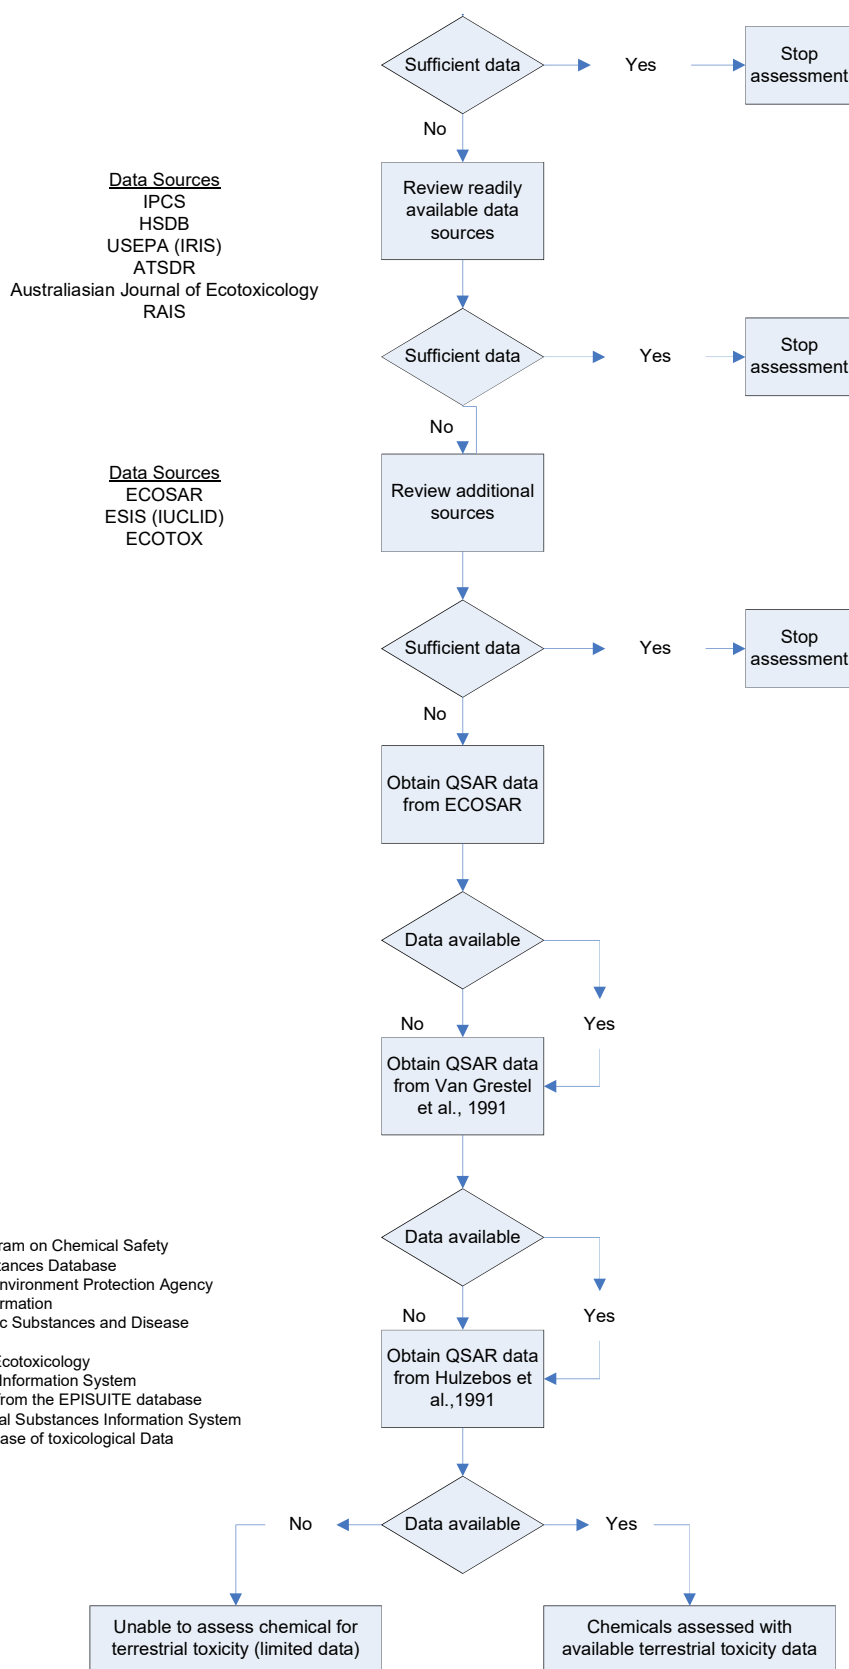 Sufficient data
Yes
Stop
assessment
No
Data Sources
IPCS
HSDB
USEPA (IRIS)
ATSDR
Australiasian Journal of Ecotoxicology
RAIS
Review readily
available data
sources
Sufficient data
Yes
Stop
assessment
No
Data Sources
ECOSAR
ESIS (IUCLID)
ECOTOX
Review additional
sources
Sufficient data
Yes
Stop
assessment
No
Obtain QSAR data
from ECOSAR
Data available
No
Yes
Obtain QSAR data
from Van Grestel
et al., 1991
Data available
No
Yes
ram on Chemical Safety
tances Database
nvironment Protection Agency
rmation
c Substances and Disease
Ecotoxicology
Information System
from the EPISUITE database
al Substances Information System
ase of toxicological Data
Obtain QSAR data
from Hulzebos et
al.,1991
Data available
No
Yes
Unable to assess chemical for
terrestrial toxicity (limited data)
Chemicals assessed with
available terrestrial toxicity data